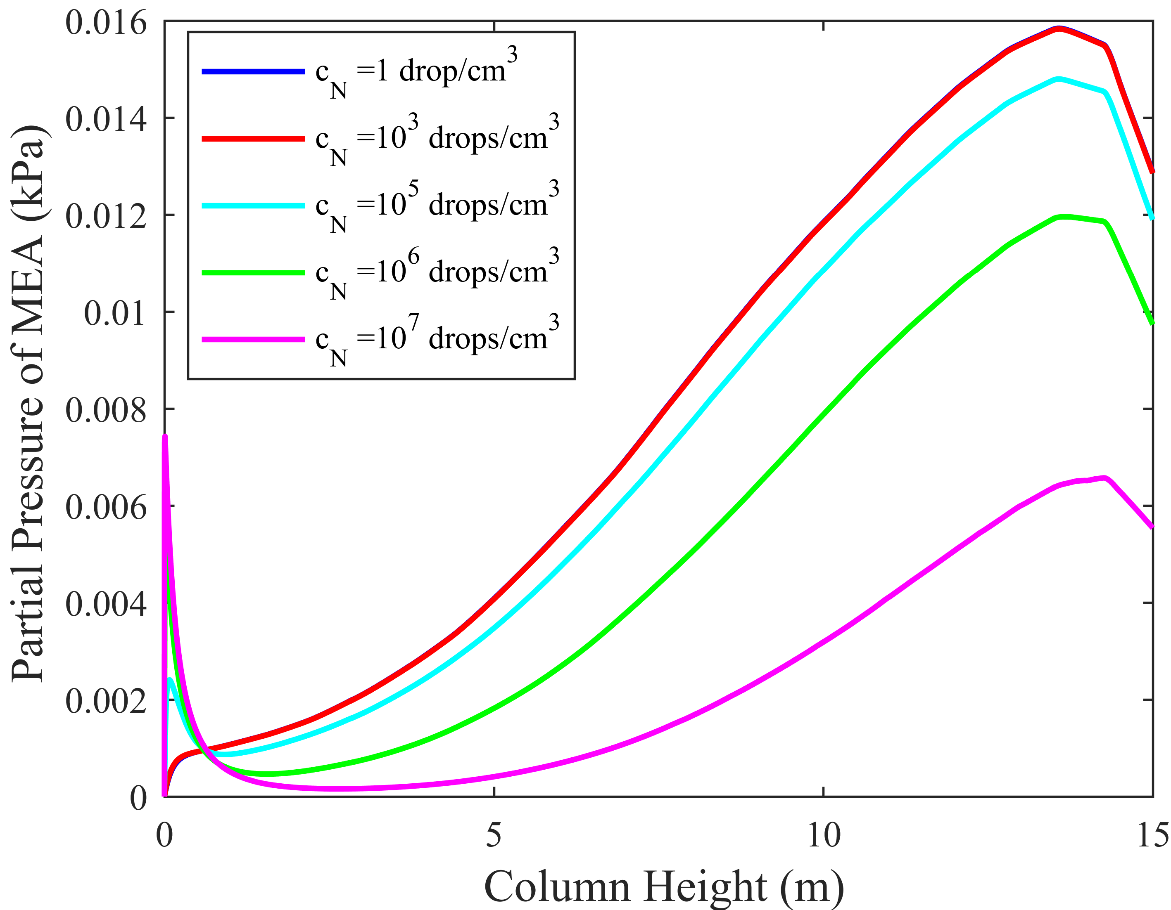 0.016
0.014
0.012
0.01
0.008
0.006
0.004
0.002
0
Partial Pressure of MEA (kPa)
c_N =1 drop/cm^3
c_N =10^3 drops/cm^3
c_N =10^5 drops/cm^3
c_N =10^6 drops/cm^3
c_N =10^7 drops/cm^3
0 5 10 15
Column Height (m)